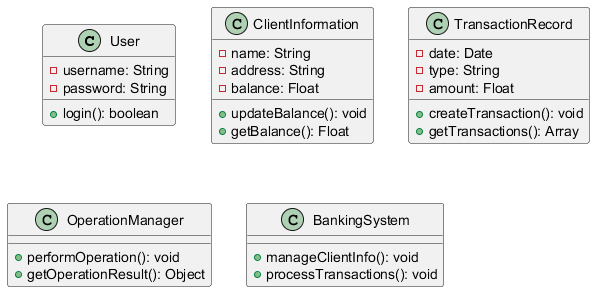 C User
username: String
password: String
login(): boolean
C ClientInformation
name: String
address: String
balance: Float
updateBalance(): void
getBalance(): Float
C TransactionRecord
date: Date
type: String
amount: Float
createTransaction(): void
getTransactions(): Array
C OperationManager
performOperation(): void
getOperationResult(): Object
C BankingSystem
manageClientInfo(): void
processTransactions(): void